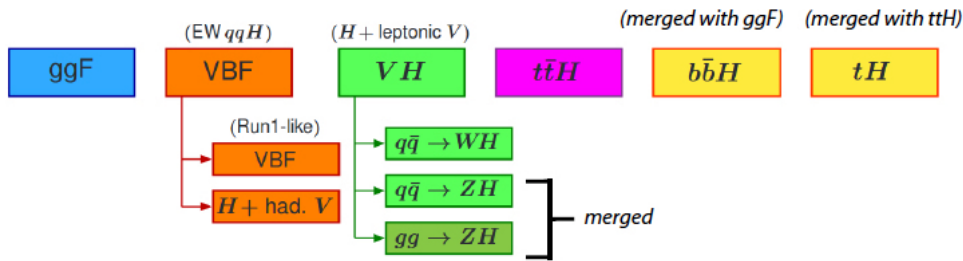 (merged with ggF) (merged with ttH)
(EW qqH) (H + leptonic V)
ggF VBF VH tt̄H bb̄H tH
(Run1-like)
VBF
H + had. V
qq̄ → WH
qq̄ → ZH
gg → ZH
merged